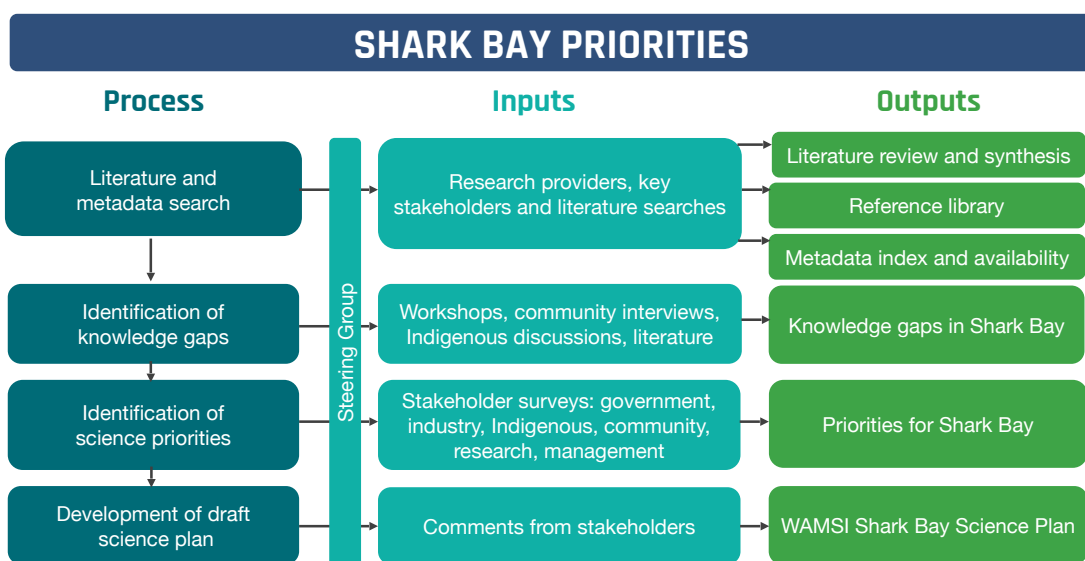 SHARK BAY PRIORITIES
Process
Inputs
Outputs
Literature and
metadata search
Steering Group
Research providers, key
stakeholders and literature searches
Literature review and synthesis
Reference library
Metadata index and availability
Identification of
knowledge gaps
Workshops, community interviews,
Indigenous discussions, literature
Knowledge gaps in Shark Bay
Identification of
science priorities
Stakeholder surveys: government,
industry, Indigenous, community,
research, management
Priorities for Shark Bay
Development of draft
science plan
Comments from stakeholders
WAMSI Shark Bay Science Plan